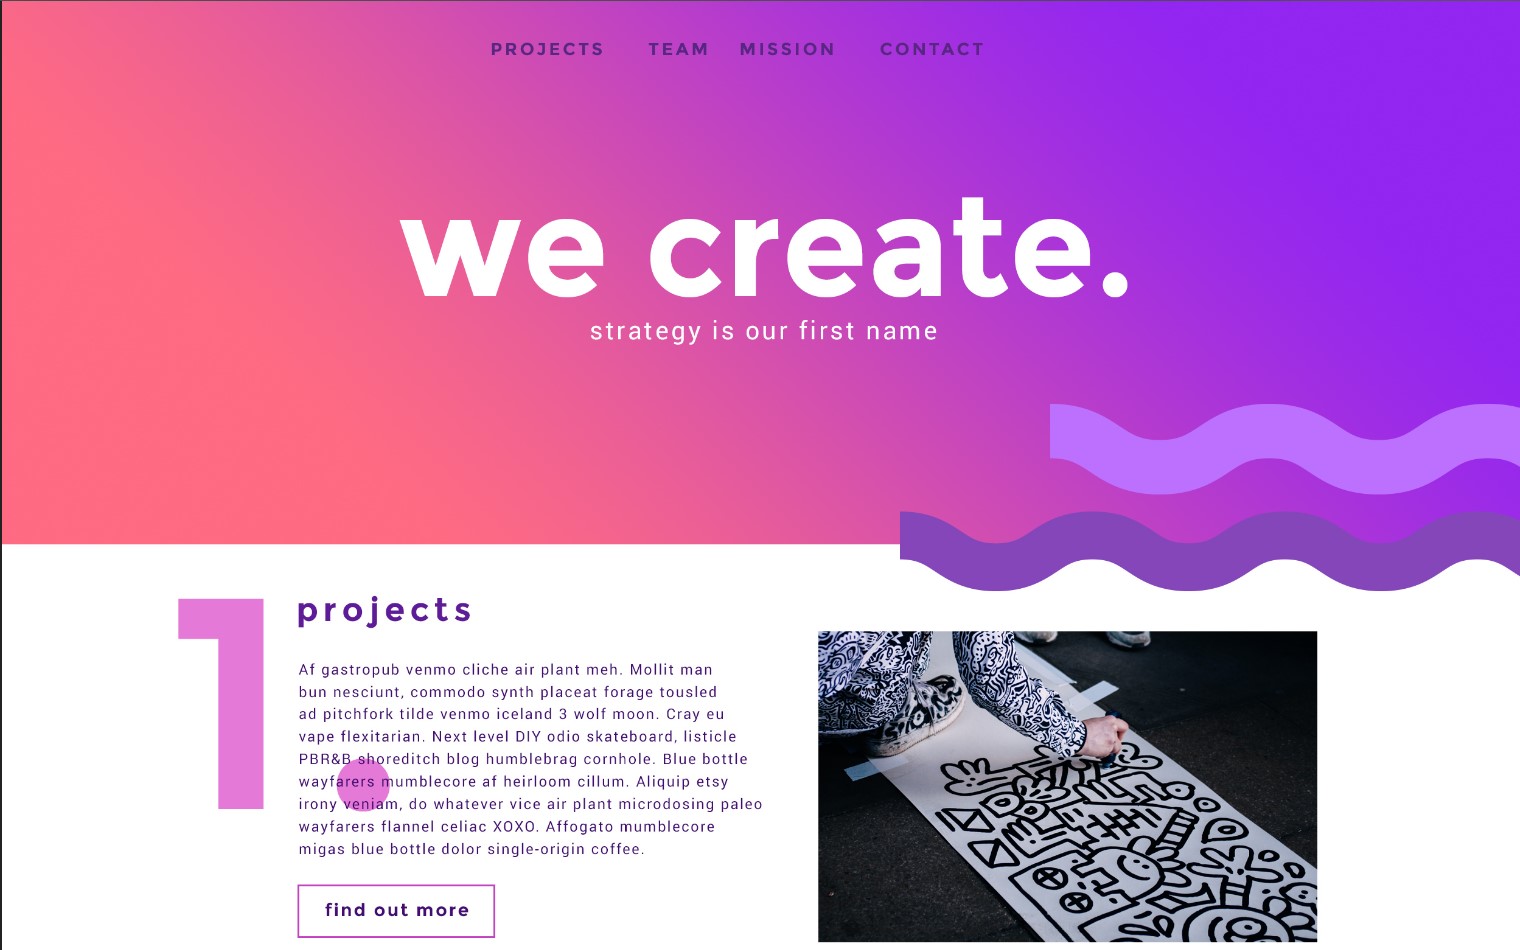 PROJECTS TEAM MISSION CONTACT
we create.
strategy is our first name
1.
projects
Af gastropub venmo cliche air plant meh. Mollit man
bun nesciunt, commodo synth placeat forage tousled
ad pitchfork tilde venmo iceland 3 wolf moon. Cray eu
vape flexitarian. Next level DIY odio skateboard, listicle
PBR&B shoreditch blog humblebrag cornhole. Blue bottle
wayfarers mumblecore af heirloom cillum. Aliquip etsy
irony veniam, do whatever vice air plant microdosing paleo
wayfarers flannel celiac XOXO. Affogato mumblecore
migas blue bottle dolor single-origin coffee.
find out more